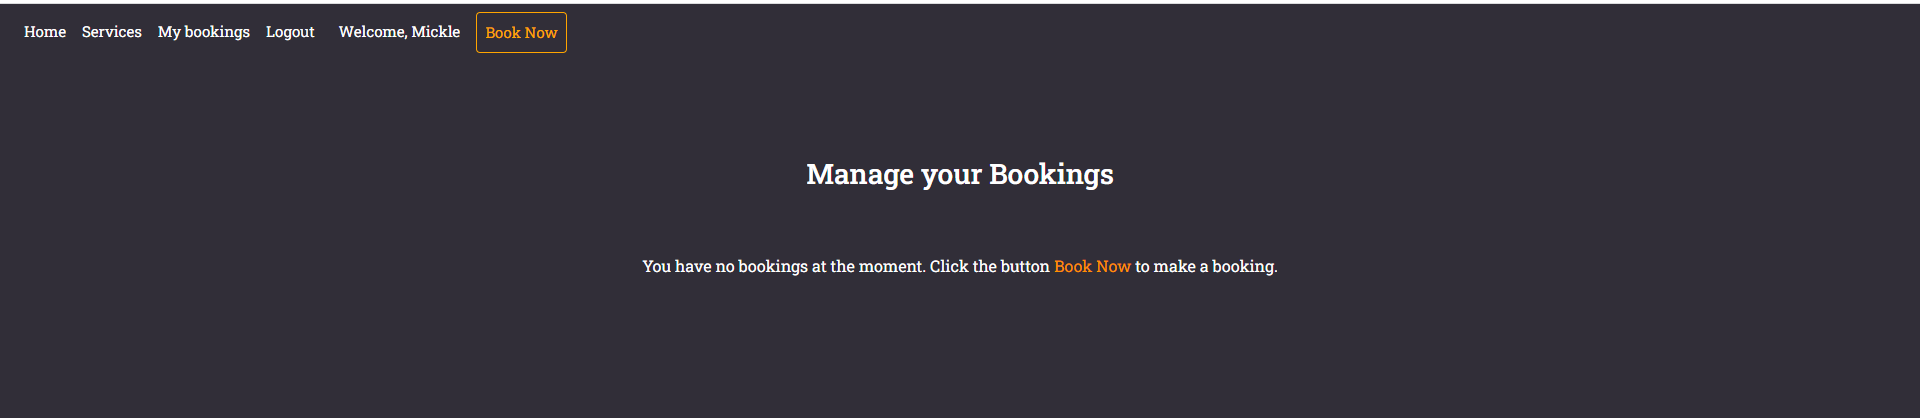 Home Services My bookings Logout Welcome, Mickle Book Now
Manage your Bookings
You have no bookings at the moment. Click the button Book Now to make a booking.